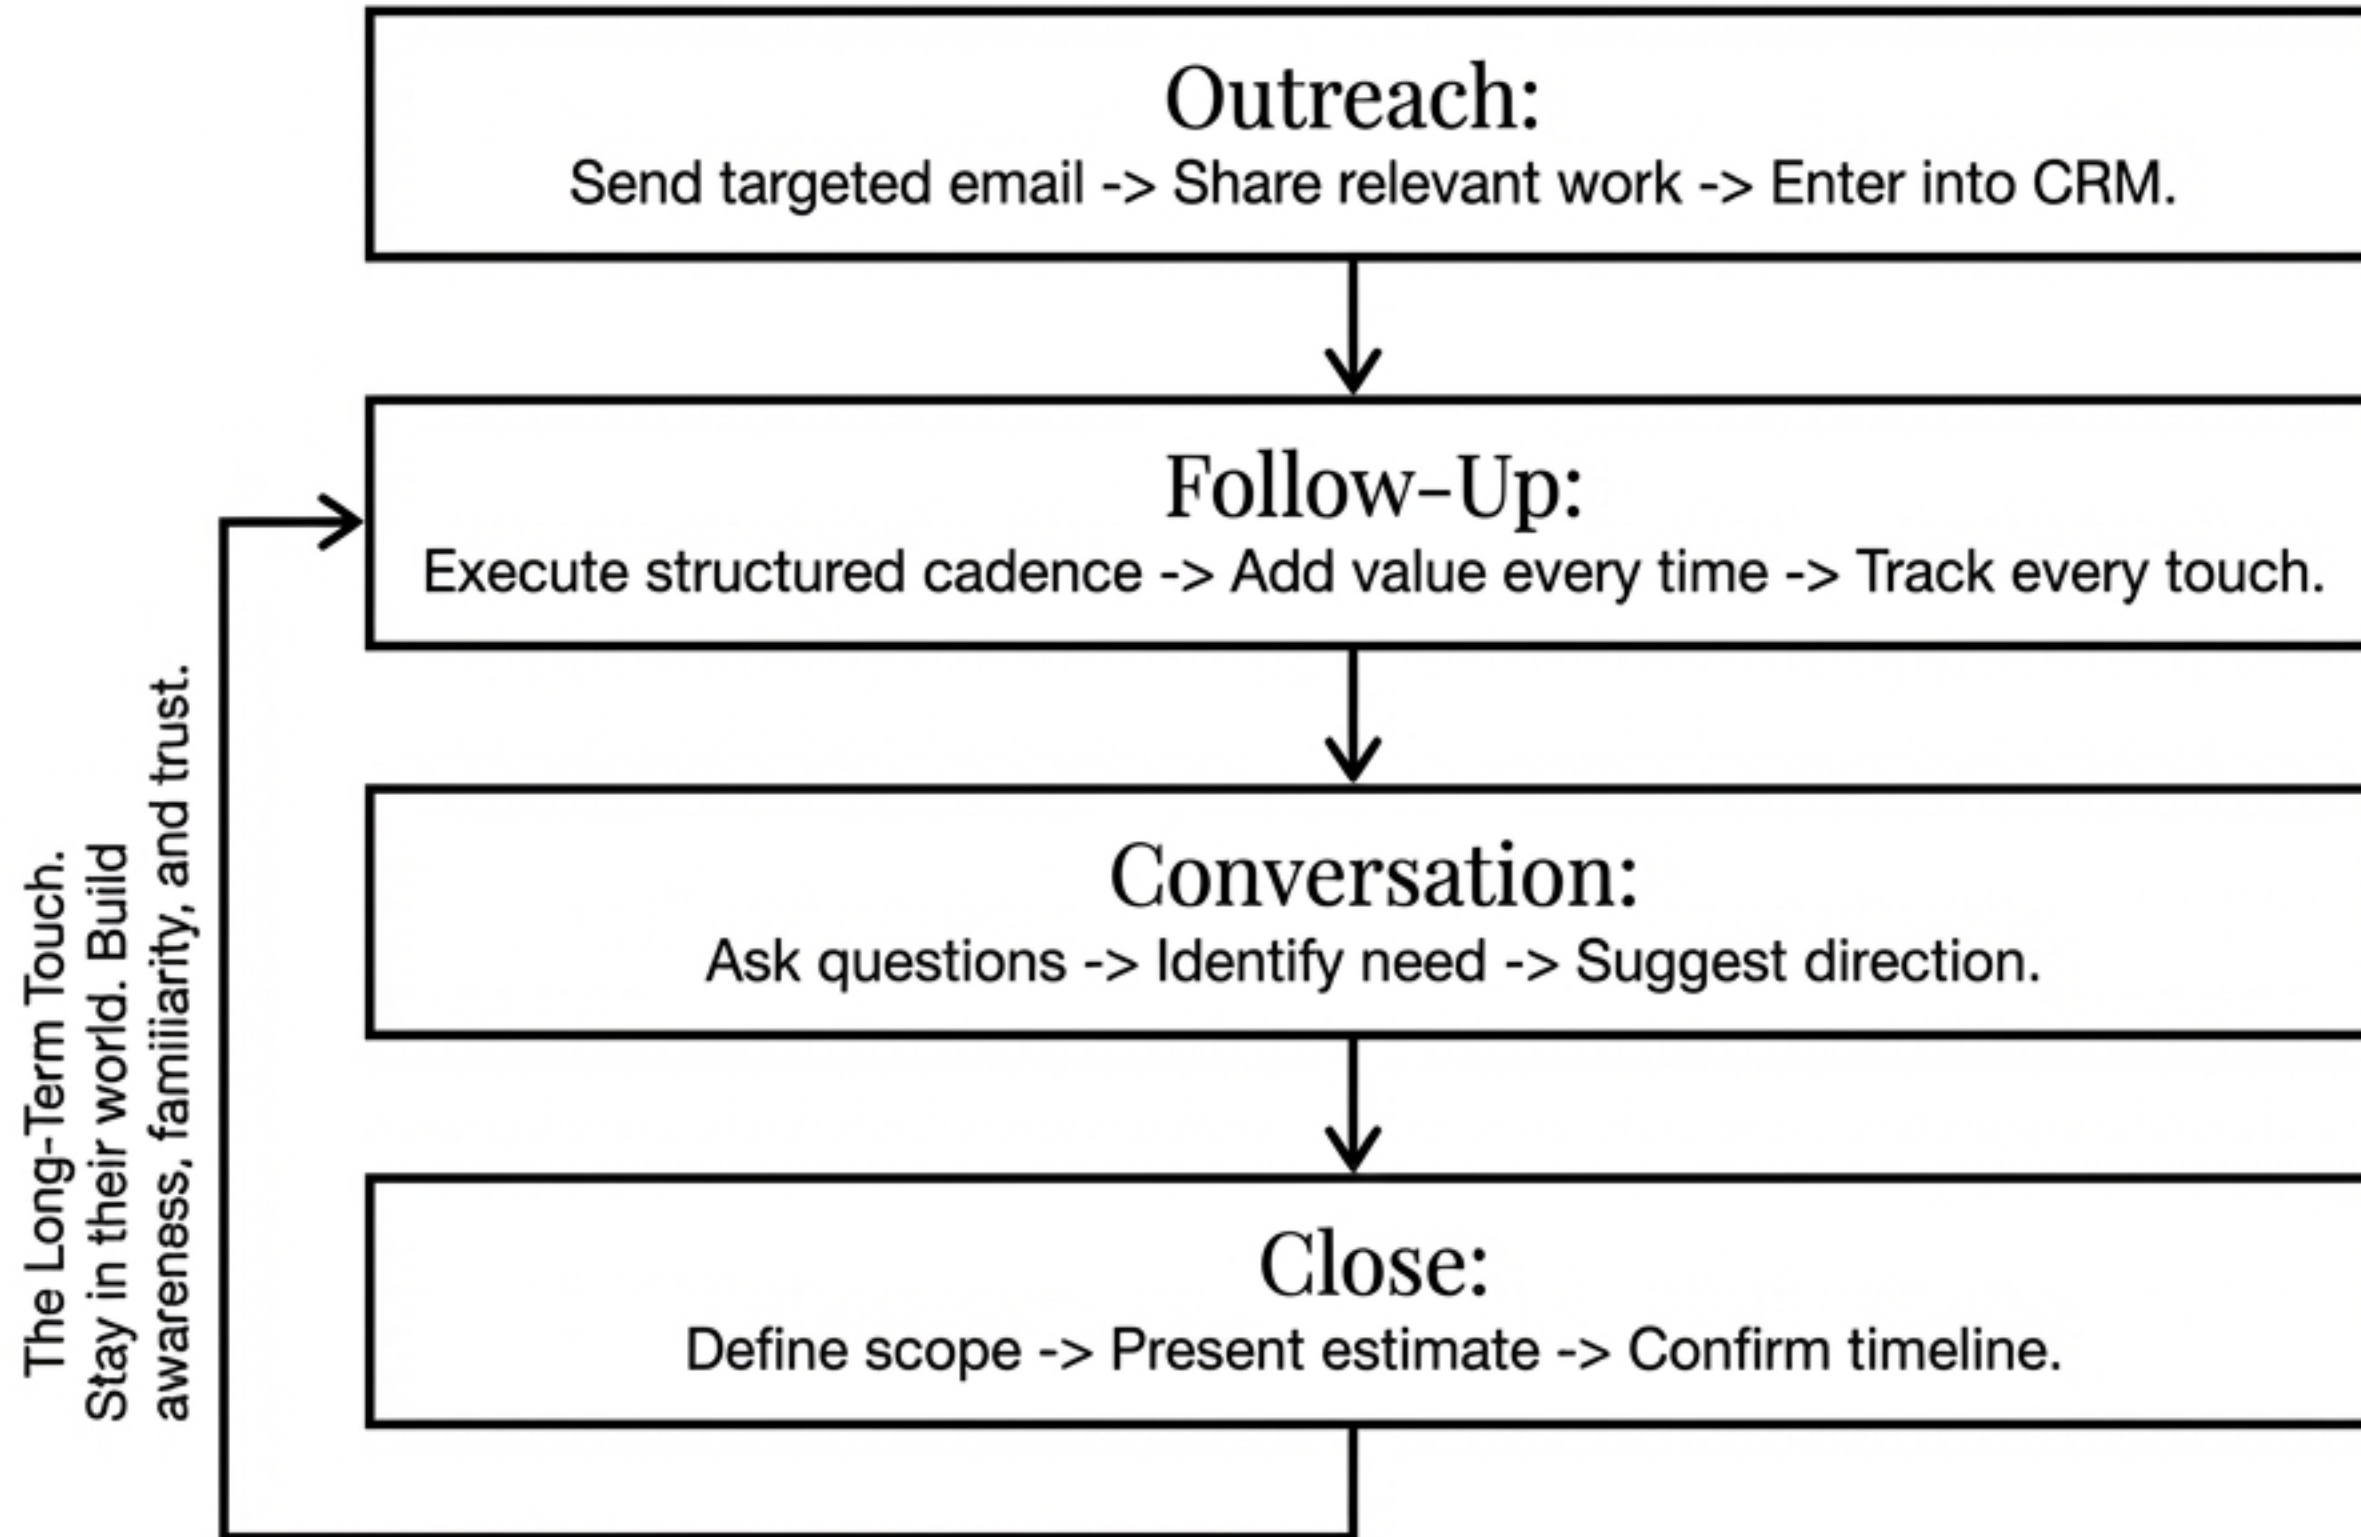 Outreach:
Send targeted email -> Share relevant work -> Enter into CRM.
Follow-Up:
Execute structured cadence -> Add value every time -> Track every touch.
Conversation:
Ask questions -> Identify need -> Suggest direction.
Close:
Define scope -> Present estimate -> Confirm timeline.
The Long-Term Touch.
Stay in their world. Build
awareness, famiiiarity, and trust.